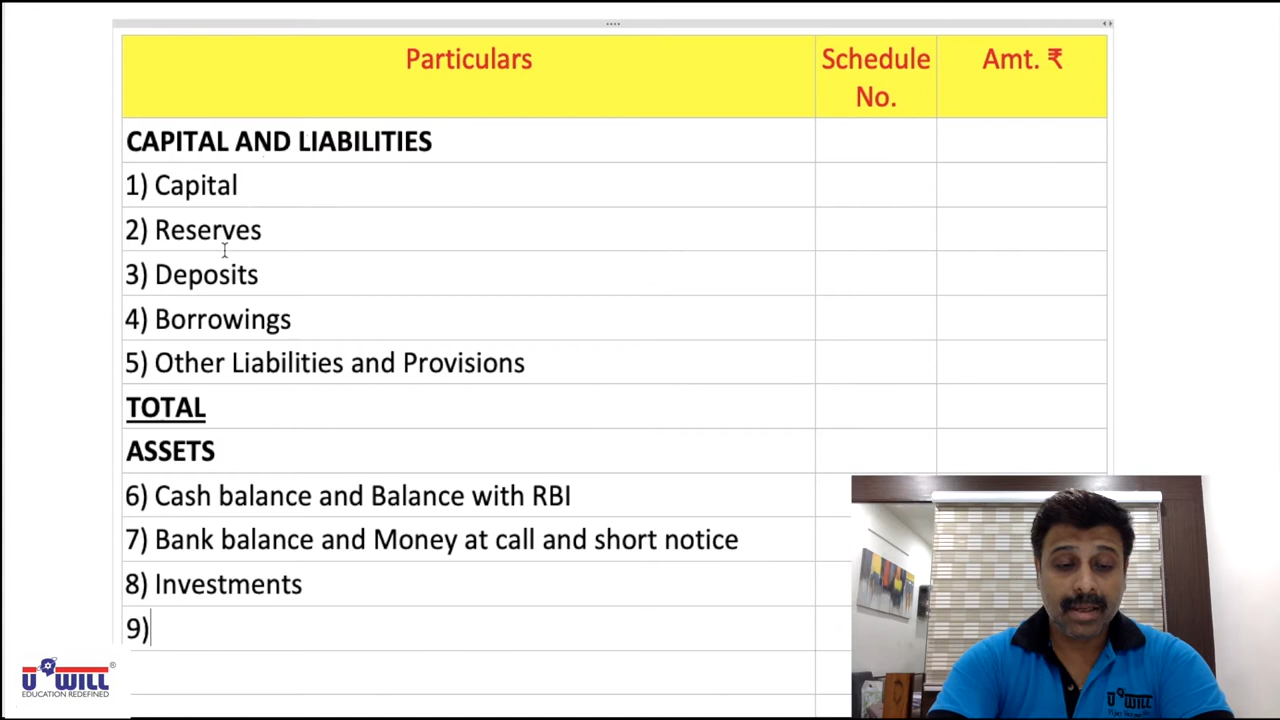 Particulars
Schedule No.
Amt. ₹
CAPITAL AND LIABILITIES
1) Capital
2) Reserves
3) Deposits
4) Borrowings
5) Other Liabilities and Provisions
TOTAL
ASSETS
6) Cash balance and Balance with RBI
7) Bank balance and Money at call and short notice
8) Investments
9)
U WILL ®
EDUCATION REDEFINED
U WILL